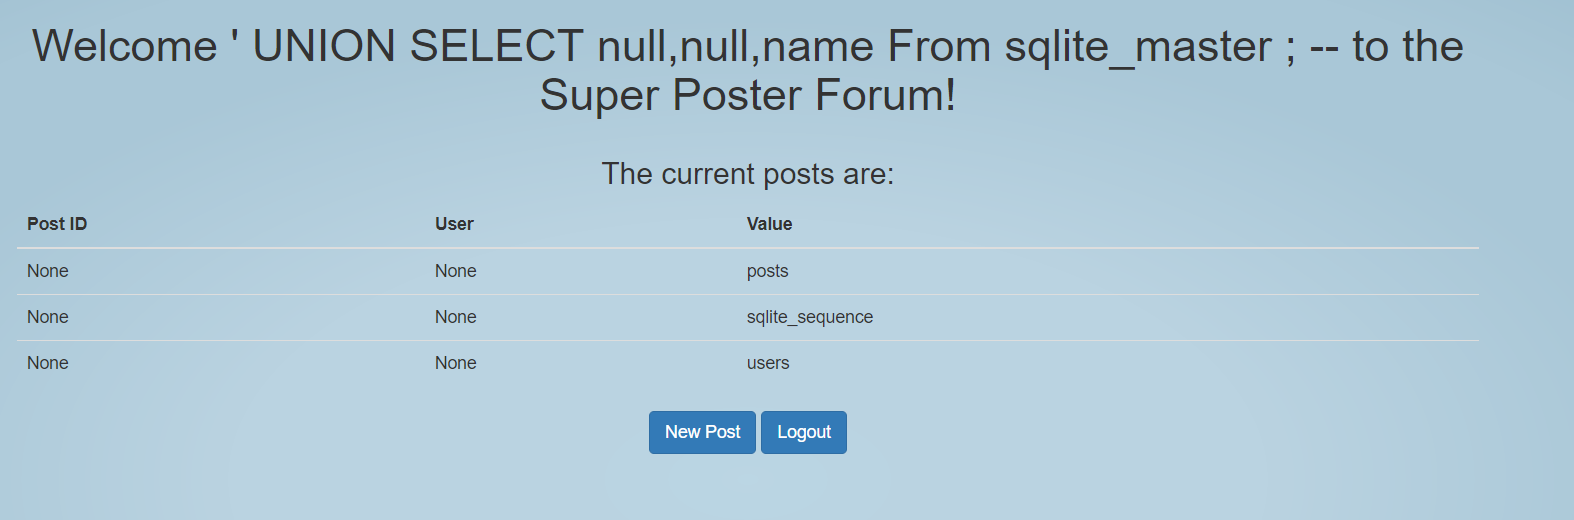 Welcome ' UNION SELECT null,null,name From sqlite_master ; -- to the
Super Poster Forum!
The current posts are:
Post ID User Value
None None posts
None None sqlite_sequence
None None users
New Post Logout